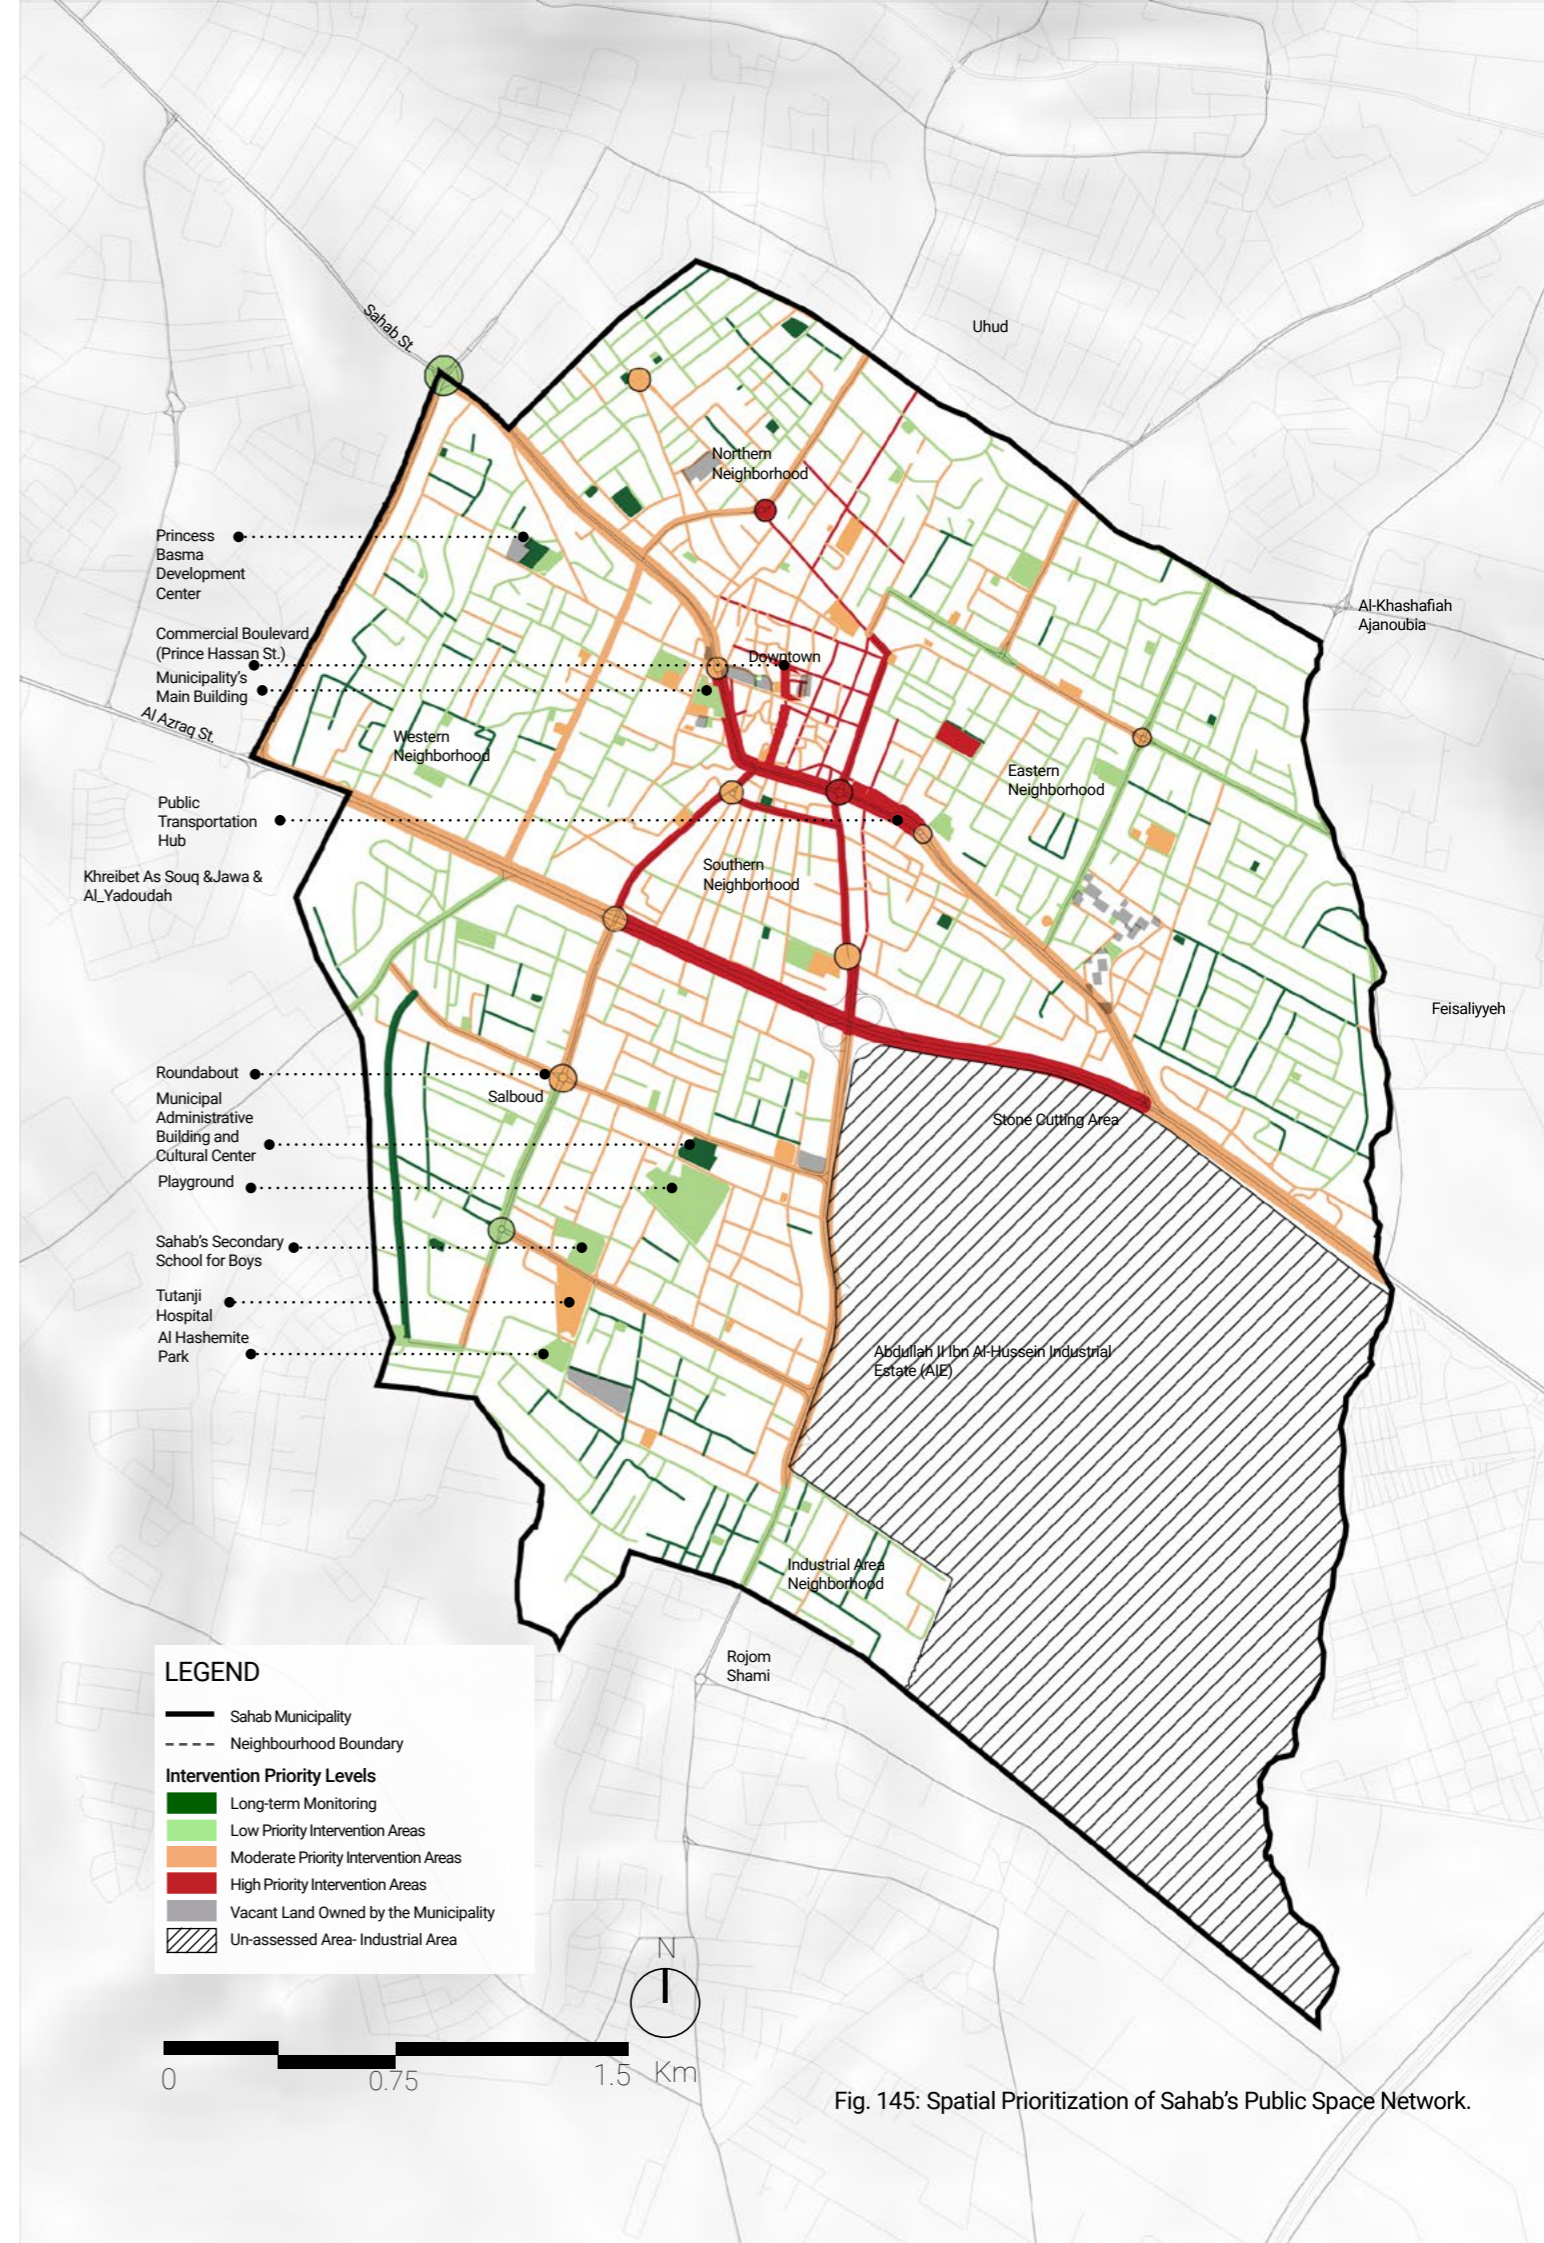 Sahab St.
Uhud
Northern
Neighborhood
Princess
Basma
Development
Center
Al-Khashafiah
Ajanoubia
Commercial Boulevard
(Prince Hassan St.)
Downtown
Municipality's
Main Building
Al Azraq St.
Western
Neighborhood
Eastern
Neighborhood
Public
Transportation
Hub
Southern
Neighborhood
Khreibet As Souq &Jawa &
Al_Yadoudah
Feisaliyyeh
Roundabout
Salboud
Municipal
Administrative
Building and
Cultural Center
Stone Cutting Area
Playground
Sahab's Secondary
School for Boys
Tutanji
Hospital
Al Hashemite
Park
Abdullah II Ibn Al-Hussein Industrial
Estate (AIE)
Industrial Area
Neighborhood
Rojom
Shami
LEGEND
Sahab Municipality
Neighbourhood Boundary
Intervention Priority Levels
Long-term Monitoring
Low Priority Intervention Areas
Moderate Priority Intervention Areas
High Priority Intervention Areas
Vacant Land Owned by the Municipality
Un-assessed Area- Industrial Area
N
0 0.75 1.5 Km
Fig. 145: Spatial Prioritization of Sahab's Public Space Network.